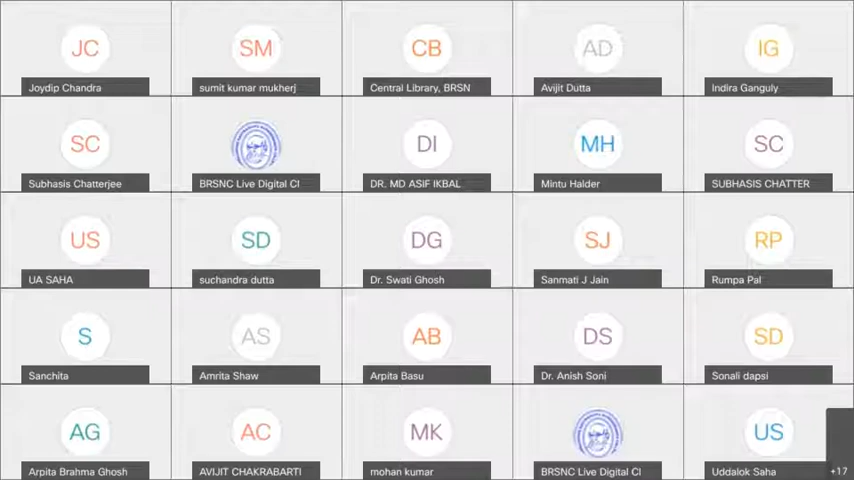 JC
SM
CB
AD
IG
Joydip Chandra
sumit kumar mukherj
Central Library, BRSN
Avijit Dutta
Indira Ganguly
SC
DI
MH
SC
Subhasis Chatterjee
BRSNC Live Digital Cl
DR. MD ASIF IKBAL
Mintu Halder
SUBHASIS CHATTER
US
SD
DG
SJ
RP
UA SAHA
suchandra dutta
Dr. Swati Ghosh
Sanmati J Jain
Rumpa Pal
S
AS
AB
DS
SD
Sanchita
Amrita Shaw
Arpita Basu
Dr. Anish Soni
Sonali dapsi
AG
AC
MK
US
Arpita Brahma Ghosh
AVIJIT CHAKRABARTI
mohan kumar
BRSNC Live Digital Cl
Uddalok Saha
+17